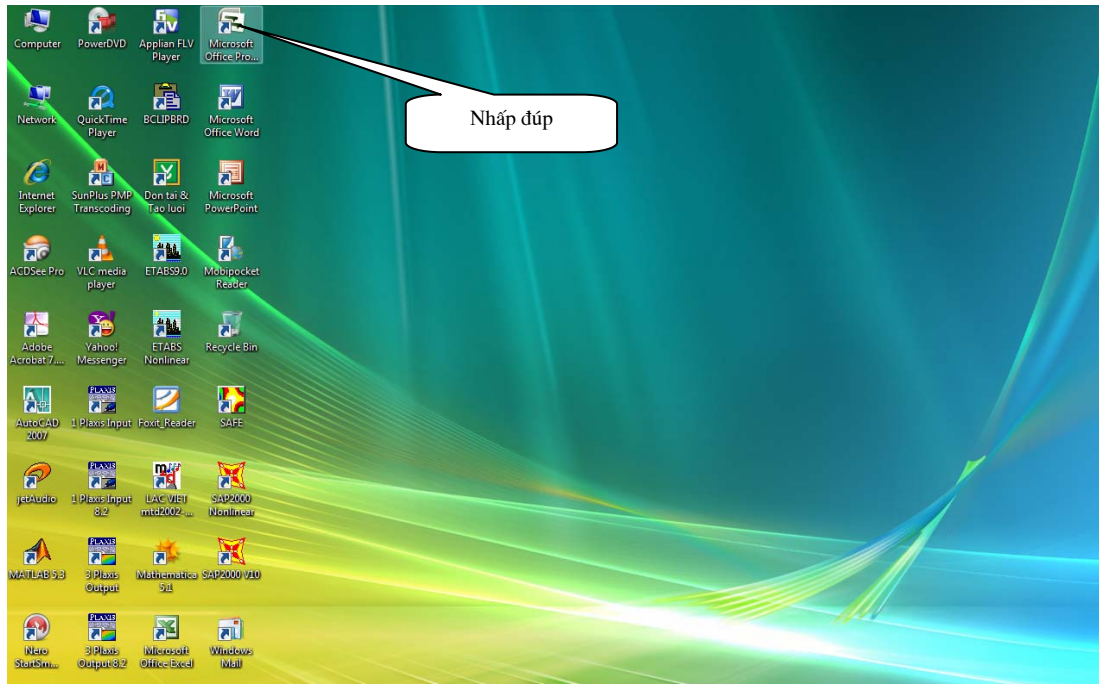 Computer
PowerDVD
Applian FLV
Player
Microsoft
Office Pro...
Nhấp đúp
Network
QuickTime
Player
BCLIPBRD
Microsoft
Office Word
Internet
Explorer
SunPlus PMP
Transcoding
Don tai &
Tao luoi
Microsoft
PowerPoint
ACDSee Pro
VLC media
player
ETABS9.0
Mobipocket
Reader
Adobe
Acrobat 7....
Yahoo!
Messenger
ETABS
Nonlinear
Recycle Bin
AutoCAD
2007
PLAXIS
1 Plaxis Input
Foxit_Reader
SAFE
jetAudio
PLAXIS
1 Plaxis Input
8.2
LAC VIET
mtd2002-...
SAP2000
Nonlinear
MATLAB 5.3
PLAXIS
3 Plaxis
Output
Mathematica
5.1
SAP2000 V10
Nero
StartSm...
PLAXIS
3 Plaxis
Output 8.2
Microsoft
Office Excel
Windows
Mail